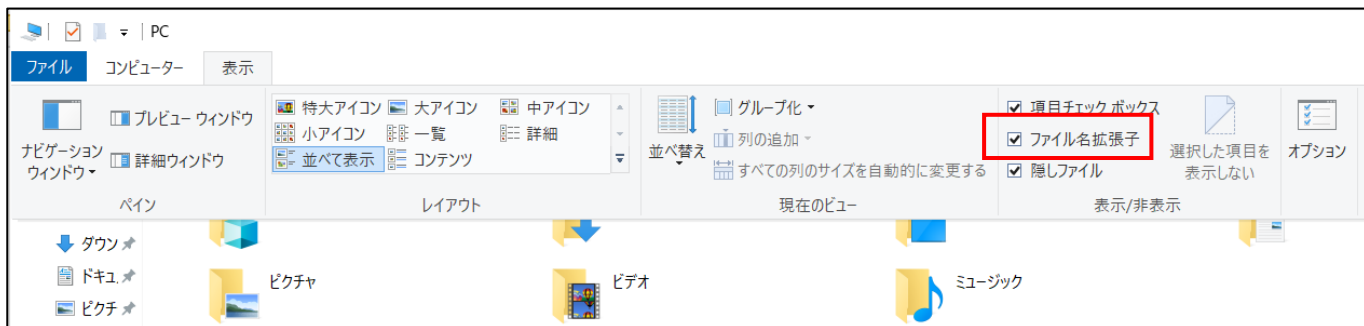 PC
ファイル コンピューター 表示
ナビゲーション ウィンドウ
プレビュー ウィンドウ
詳細ウィンドウ
ペイン
特大アイコン 大アイコン 中アイコン
小アイコン 一覧 詳細
並べて表示 コンテンツ
レイアウト
並べ替え
グループ化
列の追加
すべての列のサイズを自動的に変更する
現在のビュー
項目チェック ボックス
ファイル名拡張子
隠しファイル
選択した項目を
表示しない
表示/非表示
オプション
ダウン
ドキュ.
ピクチ
ピクチャ
ビデオ
ミュージック